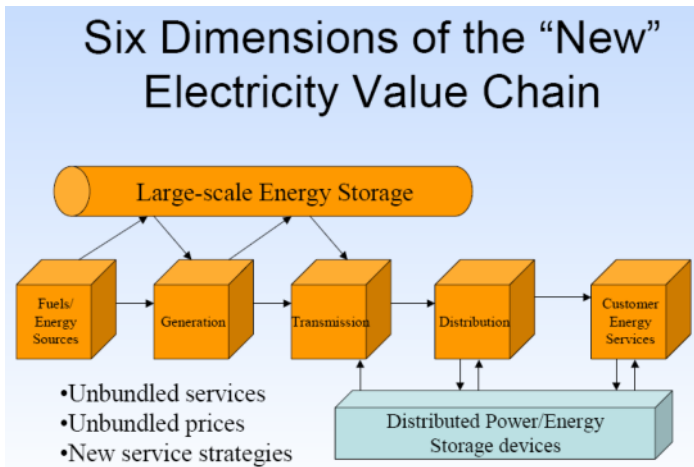 Six Dimensions of the “New”
Electricity Value Chain
Large-scale Energy Storage
Fuels/
Energy
Sources
Generation
Transmission
Distribution
Customer
Energy
Services
•Unbundled services
•Unbundled prices
•New service strategies
Distributed Power/Energy
Storage devices